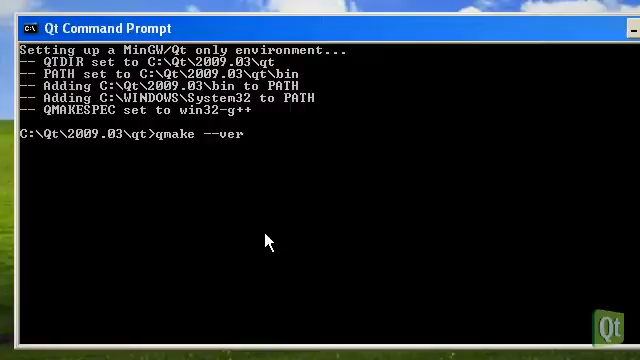 Qt Command Prompt
Setting up a MinGW/Qt only environment...
-- QTDIR set to C:\Qt\2009.03\qt
-- PATH set to C:\Qt\2009.03\qt\bin
-- Adding C:\Qt\2009.03\bin to PATH
-- Adding C:\WINDOWS\System32 to PATH
-- QMAKESPEC set to win32-g++
C:\Qt\2009.03\qt>qmake --ver
Qt